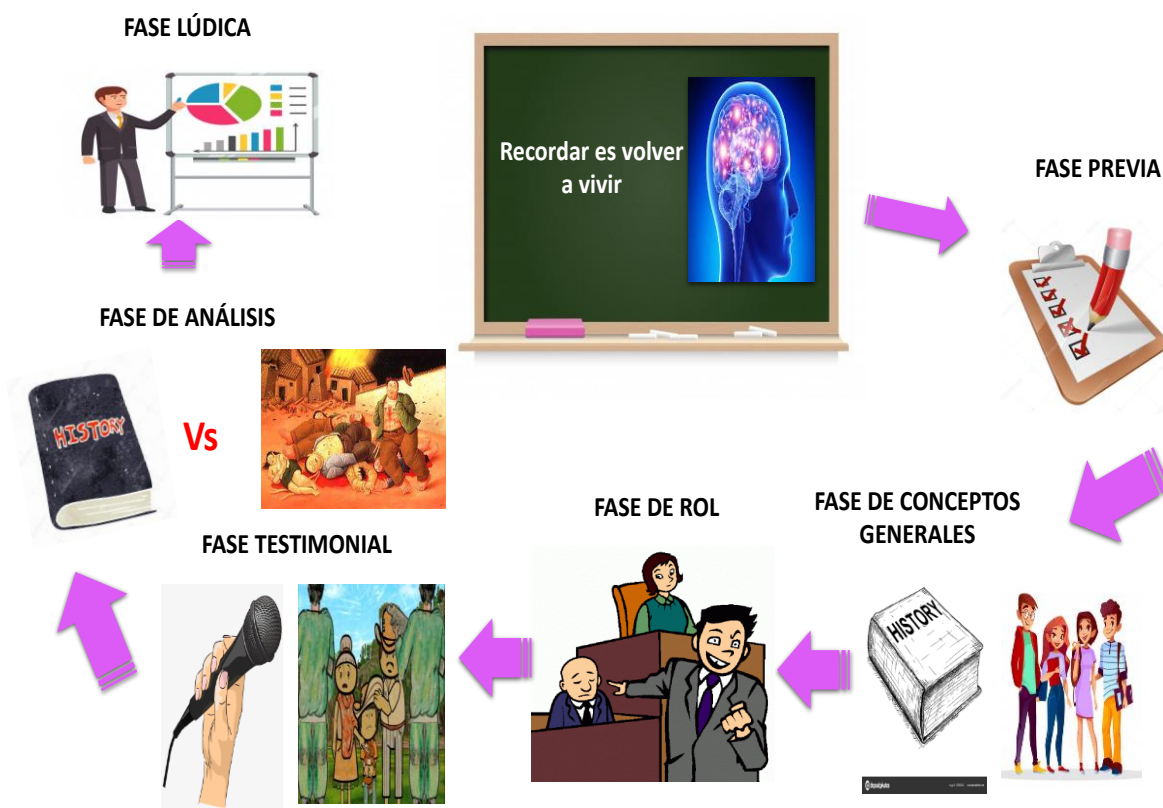 FASE LÚDICA
Recordar es volver
a vivir
FASE PREVIA
FASE DE ANÁLISIS
HISTORY
Vs
FASE DE ROL
FASE DE CONCEPTOS
GENERALES
FASE TESTIMONIAL
HISTORY
depositphotos